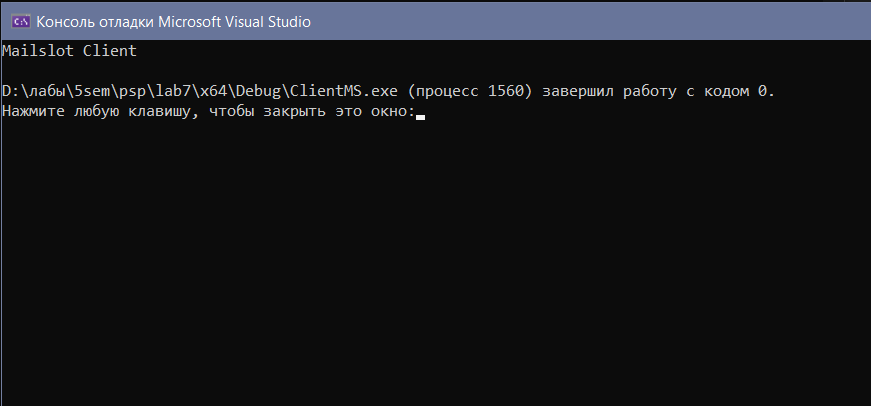 Консоль отладки Microsoft Visual Studio
Mailslot Client
D:\лабы\5sem\psp\lab7\x64\Debug\ClientMS.exe (процесс 1560) завершил работу с кодом 0.
Нажмите любую клавишу, чтобы закрыть это окно: